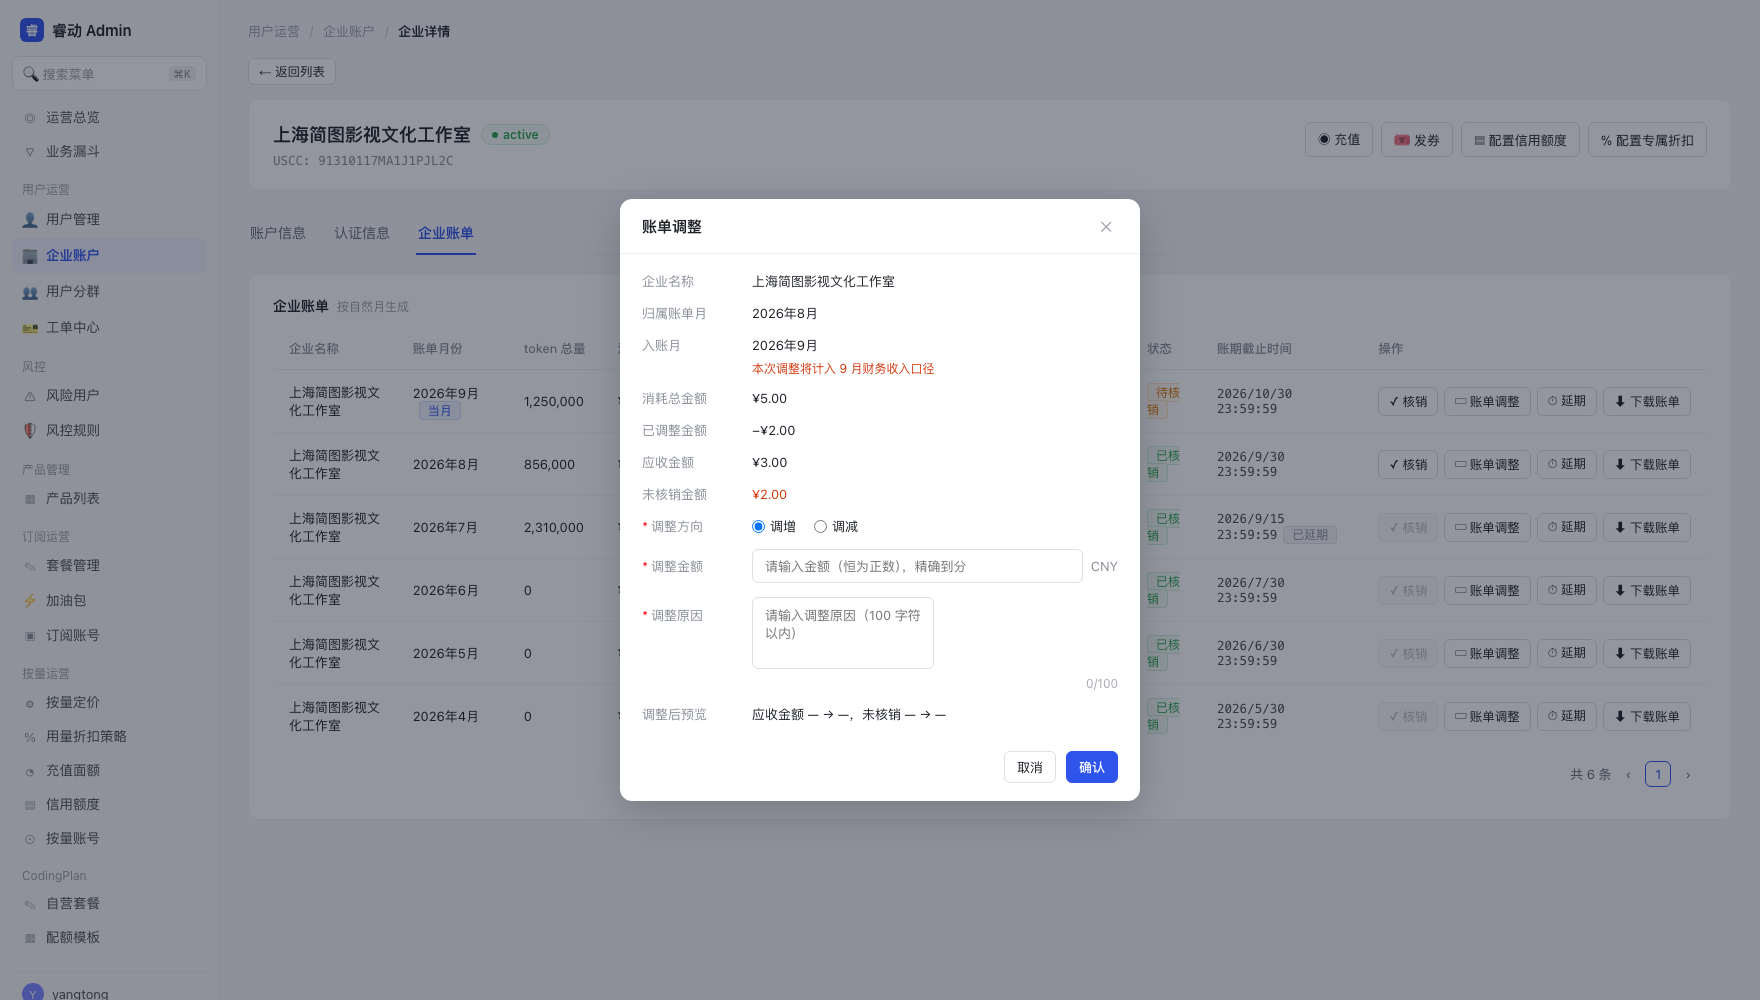 睿 睿动 Admin
搜索菜单 ⌘K
运营总览
业务漏斗
用户运营
用户管理
企业账户
用户分群
工单中心
风控
风险用户
风控规则
产品管理
产品列表
订阅运营
套餐管理
加油包
订阅账号
按量运营
按量定价
% 用量折扣策略
充值面额
信用额度
按量账号
CodingPlan
自营套餐
配额模板
Y yangtong
用户运营 / 企业账户 / 企业详情
← 返回列表
上海简图影视文化工作室 active
USCC: 91310117MA1J1PJL2C
充值 发券 配置信用额度 % 配置专属折扣
账户信息 认证信息 企业账单
企业账单 按自然月生成
企业名称 账单月份 token 总量 状态 账期截止时间 操作
上海简图影视文
化工作室
2026年9月
当月
1,250,000
待核
销
2026/10/30
23:59:59
✓ 核销 账单调整 延期 下载账单
上海简图影视文
化工作室
2026年8月
856,000
已核
销
2026/9/30
23:59:59
✓ 核销 账单调整 延期 下载账单
上海简图影视文
化工作室
2026年7月
2,310,000
已核
销
2026/9/15
23:59:59 已延期
✓ 核销 账单调整 延期 下载账单
上海简图影视文
化工作室
2026年6月
0
已核
销
2026/7/30
23:59:59
✓ 核销 账单调整 延期 下载账单
上海简图影视文
化工作室
2026年5月
0
已核
销
2026/6/30
23:59:59
✓ 核销 账单调整 延期 下载账单
上海简图影视文
化工作室
2026年4月
0
已核
销
2026/5/30
23:59:59
✓ 核销 账单调整 延期 下载账单
共 6 条 ‹ 1 ›
账单调整
企业名称 上海简图影视文化工作室
归属账单月 2026年8月
入账月 2026年9月
本次调整将计入 9 月财务收入口径
消耗总金额 ¥5.00
已调整金额 −¥2.00
应收金额 ¥3.00
未核销金额 ¥2.00
* 调整方向 调增 调减
* 调整金额 请输入金额（恒为正数），精确到分 CNY
* 调整原因 请输入调整原因（100 字符
以内）
0/100
调整后预览 应收金额 — → —，未核销 — → —
取消 确认